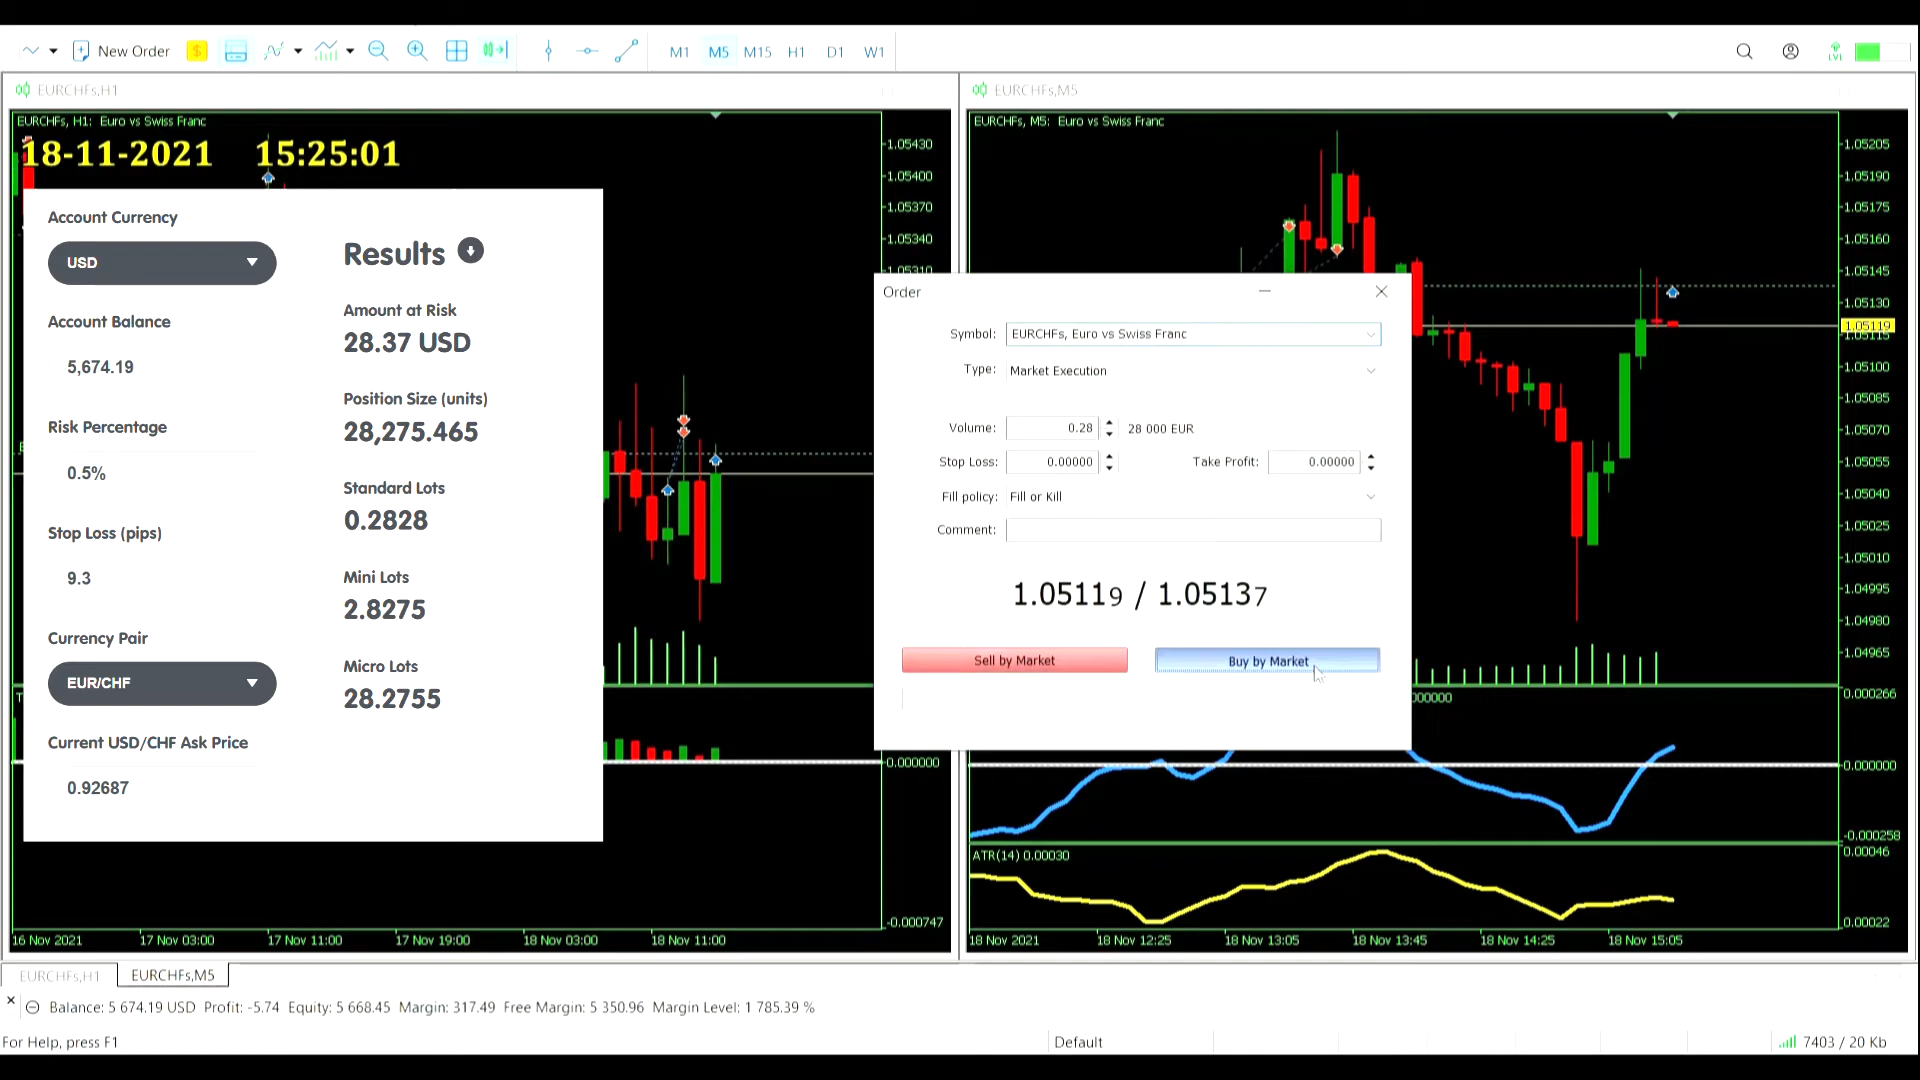 New Order
$
M1 M5 M15 H1 D1 W1
LVL
EURCHFs,H1
EURCHFs, H1: Euro vs Swiss Franc
18-11-2021 15:25:01
1.05430
1.05400
1.05370
1.05340
1.05310
Account Currency
USD
Account Balance
5,674.19
Risk Percentage
0.5%
Stop Loss (pips)
9.3
Currency Pair
EUR/CHF
Current USD/CHF Ask Price
0.92687
Results
Amount at Risk
28.37 USD
Position Size (units)
28,275.465
Standard Lots
0.2828
Mini Lots
2.8275
Micro Lots
28.2755
0.000000
-0.000747
16 Nov 2021 17 Nov 03:00 17 Nov 11:00 17 Nov 19:00 18 Nov 03:00 18 Nov 11:00
EURCHFs,M5
EURCHFs, M5: Euro vs Swiss Franc
Order
Symbol: EURCHFs, Euro vs Swiss Franc
Type: Market Execution
Volume: 0.28 28 000 EUR
Stop Loss: 0.00000 Take Profit: 0.00000
Fill policy: Fill or Kill
Comment:
1.05119 / 1.05137
Sell by Market Buy by Market
1.05205
1.05190
1.05175
1.05160
1.05145
1.05130
1.05119
1.05115
1.05100
1.05085
1.05070
1.05055
1.05040
1.05025
1.05010
1.04995
1.04980
1.04965
0.000266
0.000000
-0.000258
ATR(14) 0.00030
0.00046
0.00022
18 Nov 2021 18 Nov 12:25 18 Nov 13:05 18 Nov 13:45 18 Nov 14:25 18 Nov 15:05
EURCHFs,H1 EURCHFs,M5
Balance: 5 674.19 USD Profit: -5.74 Equity: 5 668.45 Margin: 317.49 Free Margin: 5 350.96 Margin Level: 1 785.39 %
For Help, press F1
Default
7403 / 20 Kb